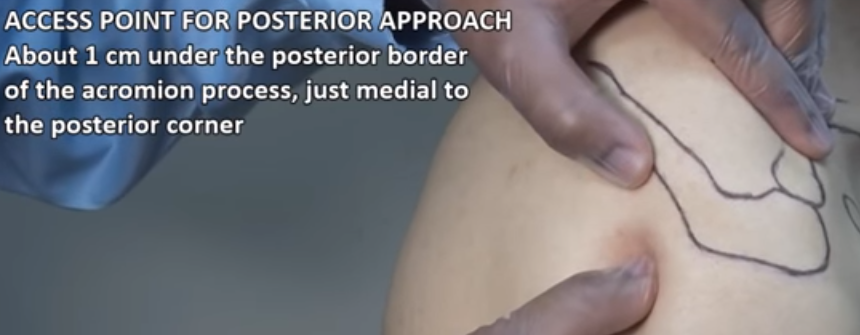 ACCESS POINT FOR POSTERIOR APPROACH
About 1 cm under the posterior border
of the acromion process, just medial to
the posterior corner